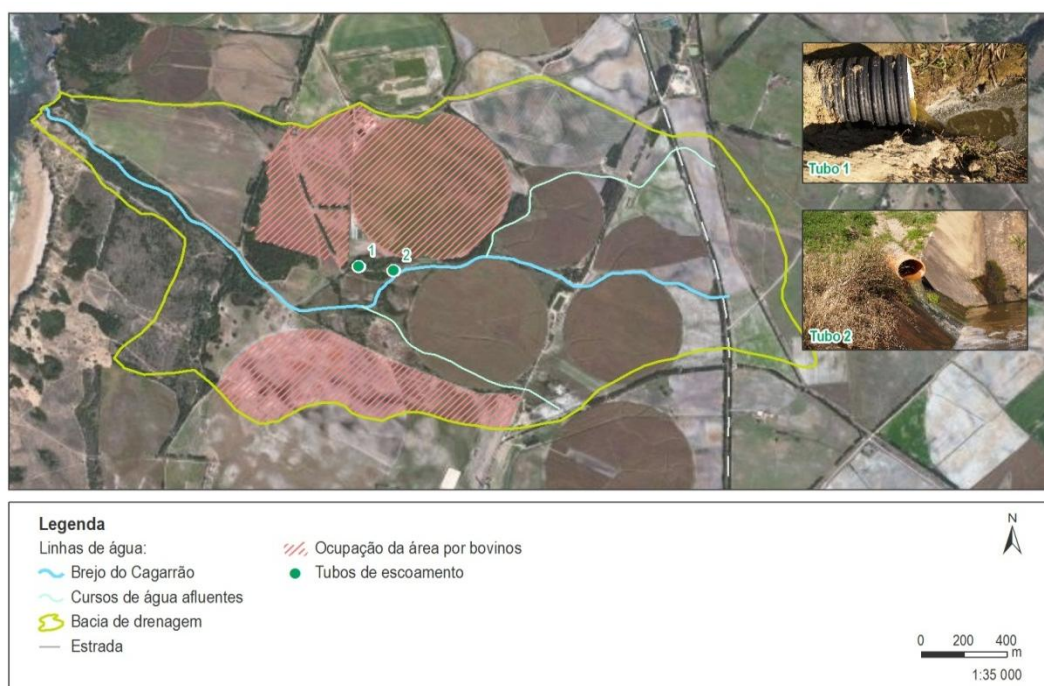 Tubo 1
1
2
Tubo 2
Legenda
Linhas de água:
Brejo do Cagarrão
Cursos de água afluentes
Bacia de drenagem
Estrada
Ocupação da área por bovinos
Tubos de escoamento
N
0 200 400
m
1:35 000